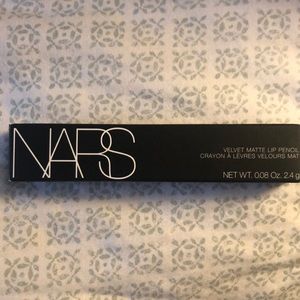 NARS
VELVET MATTE LIP PENCIL
CRAYON À LÈVRES VELOURS MAT
NET WT. 0.08 Oz. 2.4 g